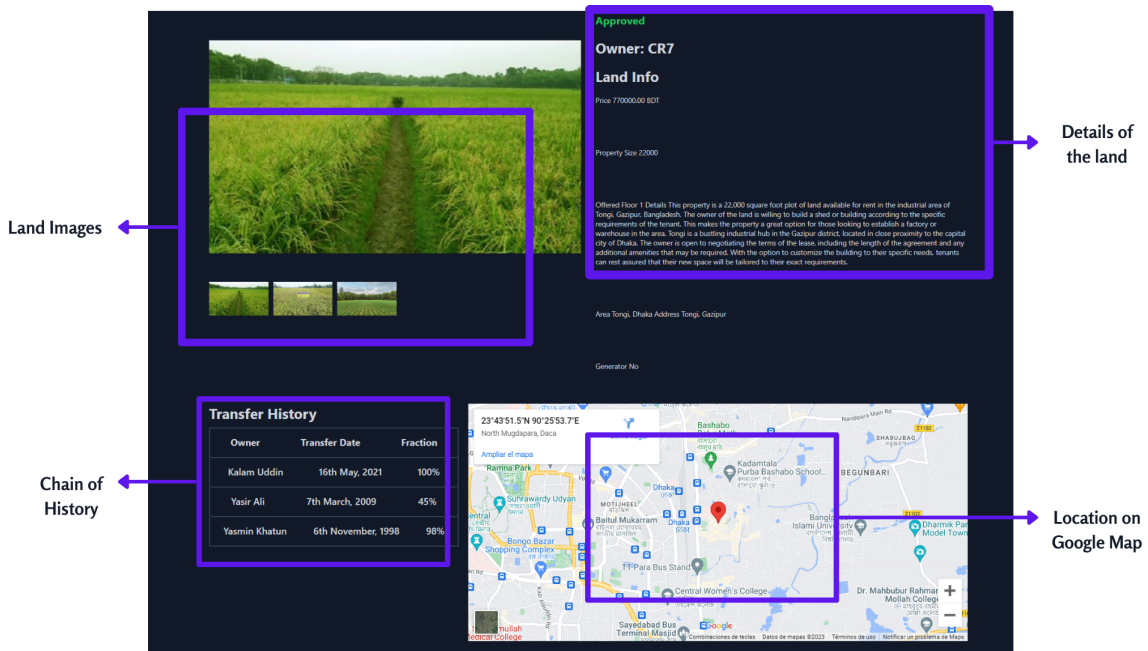 Approved
Owner: CR7
Land Info
Price 770000.00 BDT
Property Size 22000
Offered Floor 1 Details This property is a 22,000 square foot plot of land available for rent in the industrial area of
Tongi, Gazipur, Bangladesh. The owner of the land is willing to build a shed or building according to the specific
requirements of the tenant. This makes the property a great option for those looking to establish a factory or
warehouse in the area. Tongi is a bustling industrial hub in the Gazipur district, located in close proximity to the capital
city of Dhaka. The owner is open to negotiating the terms of the lease, including the length of the agreement and any
additional amenities that may be required. With the option to customize the building to their specific needs, tenants
can rest assured that their new space will be tailored to their exact requirements.
Area Tongi, Dhaka Address Tongi, Gazipur
Generator No
Details of
the land
Land Images
Chain of
History
Transfer History
Owner Transfer Date Fraction
Kalam Uddin 16th May, 2021 100%
Yasir Ali 7th March, 2009 45%
Yasmin Khatun 6th November, 1998 98%
23°43'51.5"N 90°25'53.7"E
North Mugdapara, Daca
Ampliar el mapa
Ramna Park
Suhrawardy Udyan
Bongo Bazar
Shopping Complex
MOTIJHEEL
Baitul Mukarram
Dhaka
Dhaka
Bashabo
Kadamtala
Purba Bashabo School...
Nandipara Main Rd
Z1102
SHABUJBAG
BEGUNBARI
Z1102
Islami University
Dharmik Par
Model Town
TT Para Bus Stand
Central Women's College
Dr. Mahbubur Rahman
Mollah College
Sayedabad Bus
Terminal Masjid
Medical College
Google
Combinaciones de teclas Datos de mapas ©2023 Términos de uso Notificar un problema de Maps
Location on
Google Map